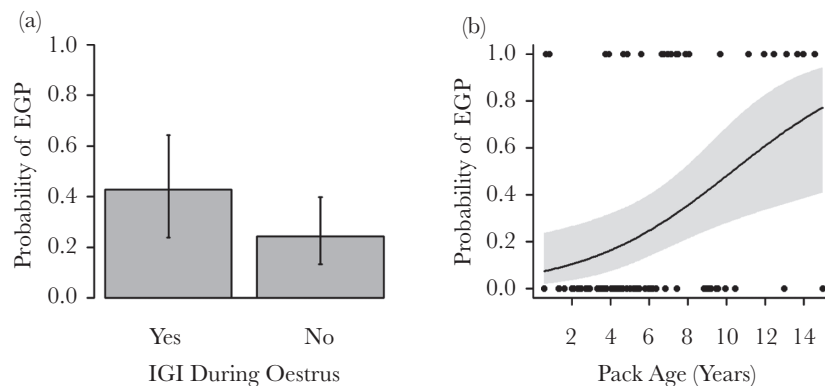 (a)
1.0
0.8
0.6
0.4
0.2
0.0
Probability of EGP
Yes No
IGI During Oestrus
(b)
1.0
0.8
0.6
0.4
0.2
0.0
Probability of EGP
2 4 6 8 10 12 14
Pack Age (Years)